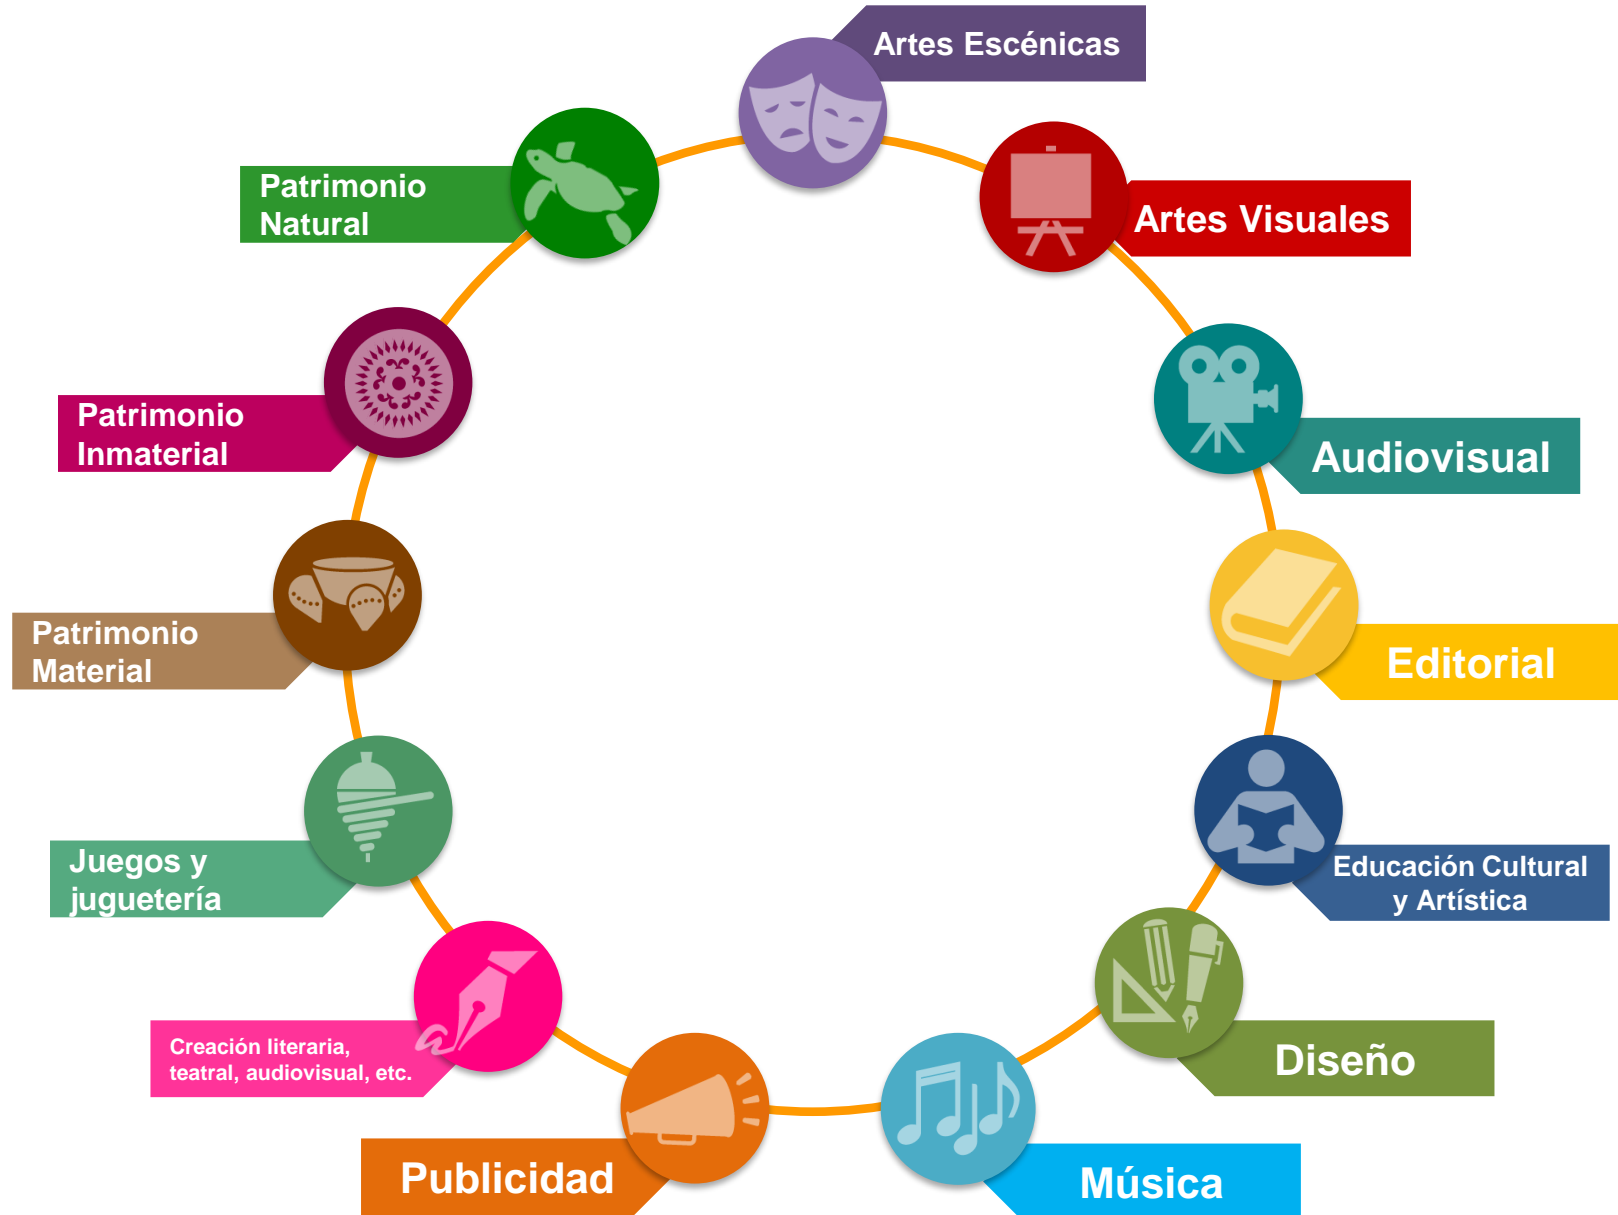 Artes Escénicas
Artes Visuales
Audiovisual
Editorial
Educación Cultural
y Artística
Diseño
Música
Publicidad
Creación literaria,
teatral, audiovisual, etc.
Juegos y
juguetería
Patrimonio
Material
Patrimonio
Inmaterial
Patrimonio
Natural